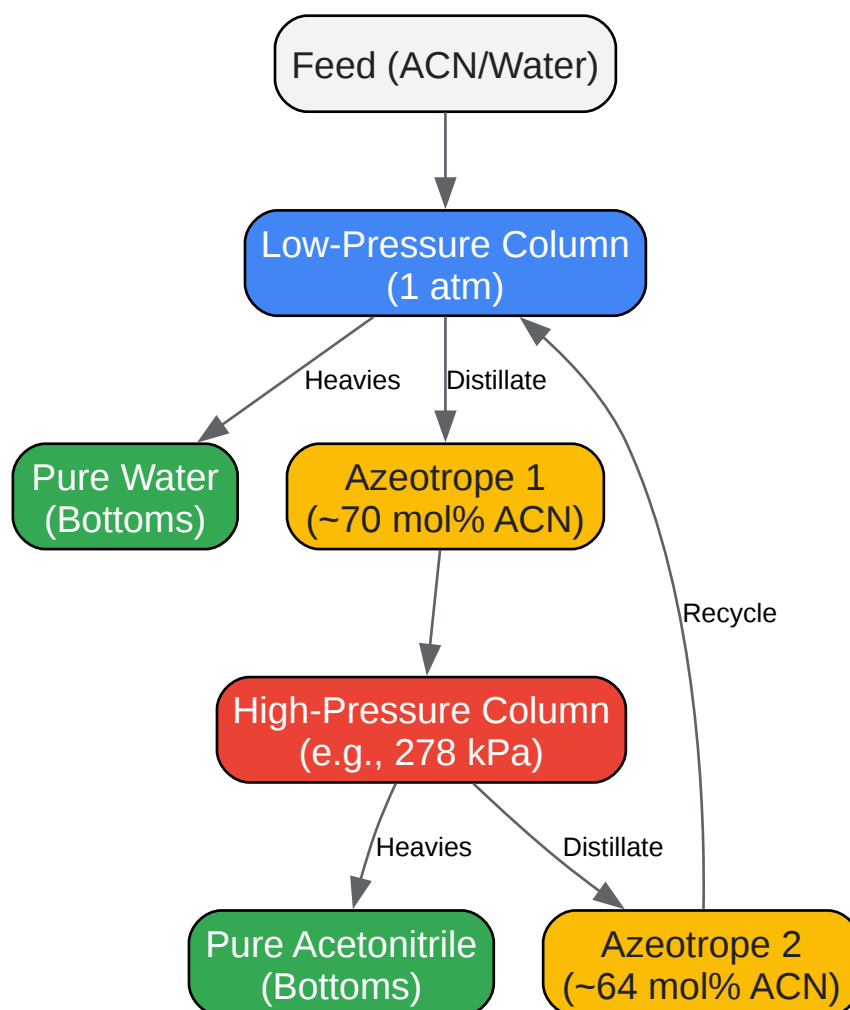 Feed (ACN/Water)
Low-Pressure Column
(1 atm)
Heavies
Distillate
Pure Water
(Bottoms)
Azeotrope 1
(~70 mol% ACN)
Recycle
High-Pressure Column
(e.g., 278 kPa)
Heavies
Distillate
Pure Acetonitrile
(Bottoms)
Azeotrope 2
(~64 mol% ACN)